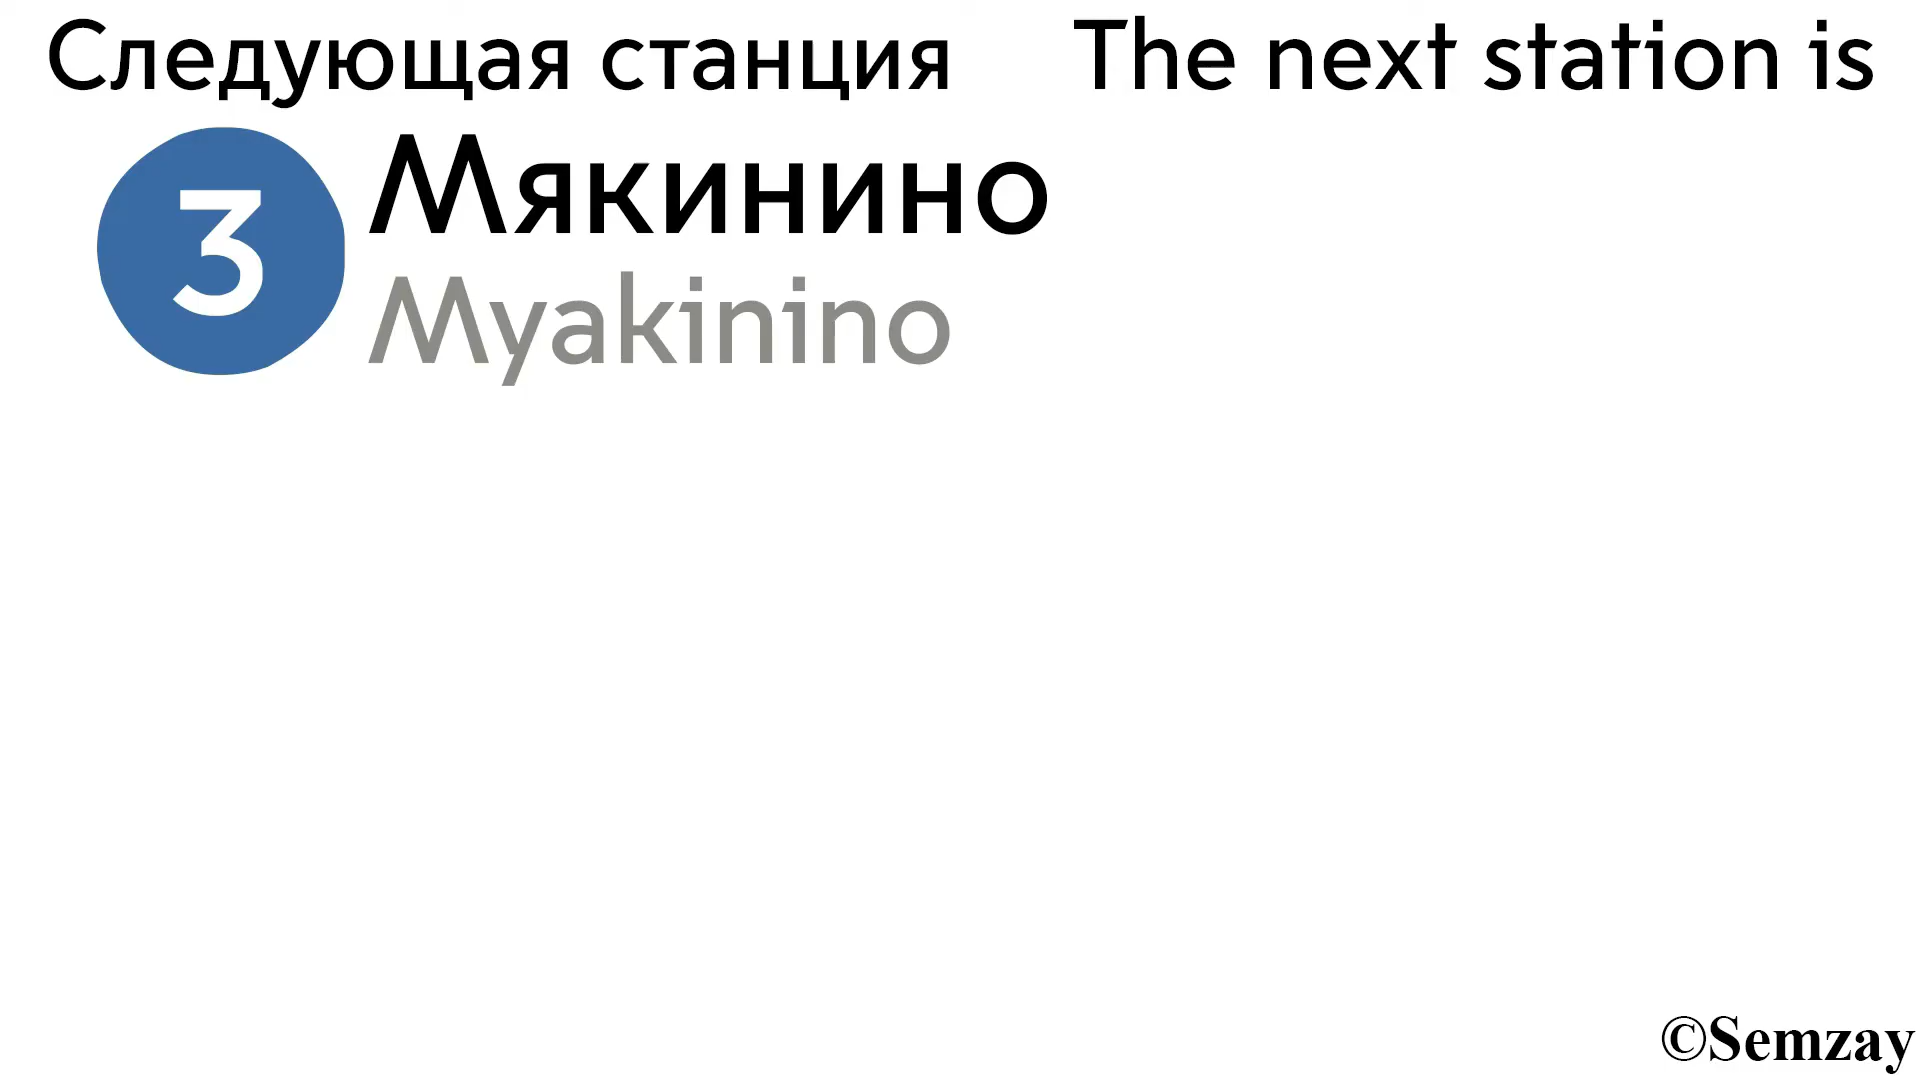 Следующая станция The next station is
3 Мякинино
Myakinino
©Semzay